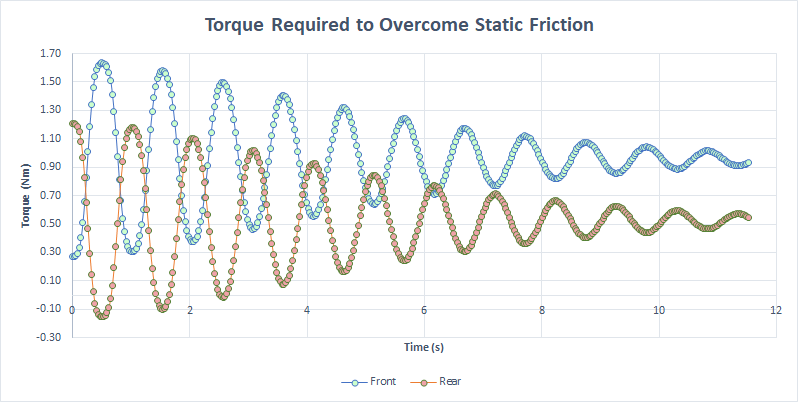 Torque Required to Overcome Static Friction
1.70
1.50
1.30
1.10
0.90
0.70
0.50
0.30
0.10
-0.10
-0.30
0 2 4 6 8 10 12
Torque (Nm)
Time (s)
Front Rear